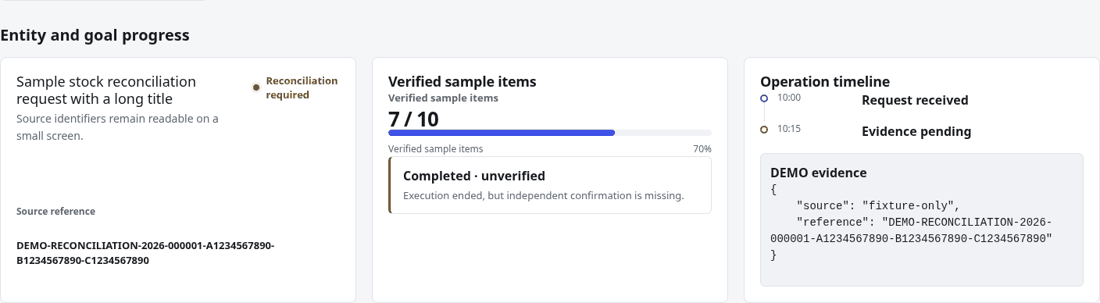 Entity and goal progress
Sample stock reconciliation
request with a long title
Reconciliation
required
Source identifiers remain readable on a
small screen.
Source reference
DEMO-RECONCILIATION-2026-000001-A1234567890-
B1234567890-C1234567890
Verified sample items
Verified sample items
7 / 10
Verified sample items 70%
Completed · unverified
Execution ended, but independent confirmation is missing.
Operation timeline
10:00 Request received
10:15 Evidence pending
DEMO evidence
{
    "source": "fixture-only",
    "reference": "DEMO-RECONCILIATION-2026-
000001-A1234567890-B1234567890-C1234567890"
}